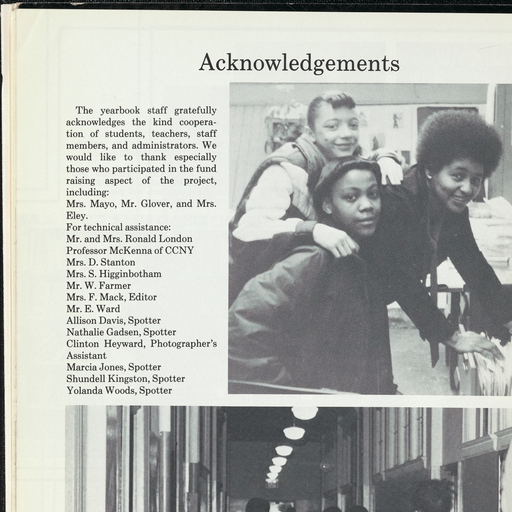 Acknowledgements
The yearbook staff gratefully
acknowledges the kind coopera-
tion of students, teachers, staff
members, and administrators. We
would like to thank especially
those who participated in the fund
raising aspect of the project,
including:
Mrs. Mayo, Mr. Glover, and Mrs.
Eley.
For technical assistance:
Mr. and Mrs. Ronald London
Professor McKenna of CCNY
Mrs. D. Stanton
Mrs. S. Higginbotham
Mr. W. Farmer
Mrs. F. Mack, Editor
Mr. E. Ward
Allison Davis, Spotter
Nathalie Gadsen, Spotter
Clinton Heyward, Photographer's
Assistant
Marcia Jones, Spotter
Shundell Kingston, Spotter
Yolanda Woods, Spotter